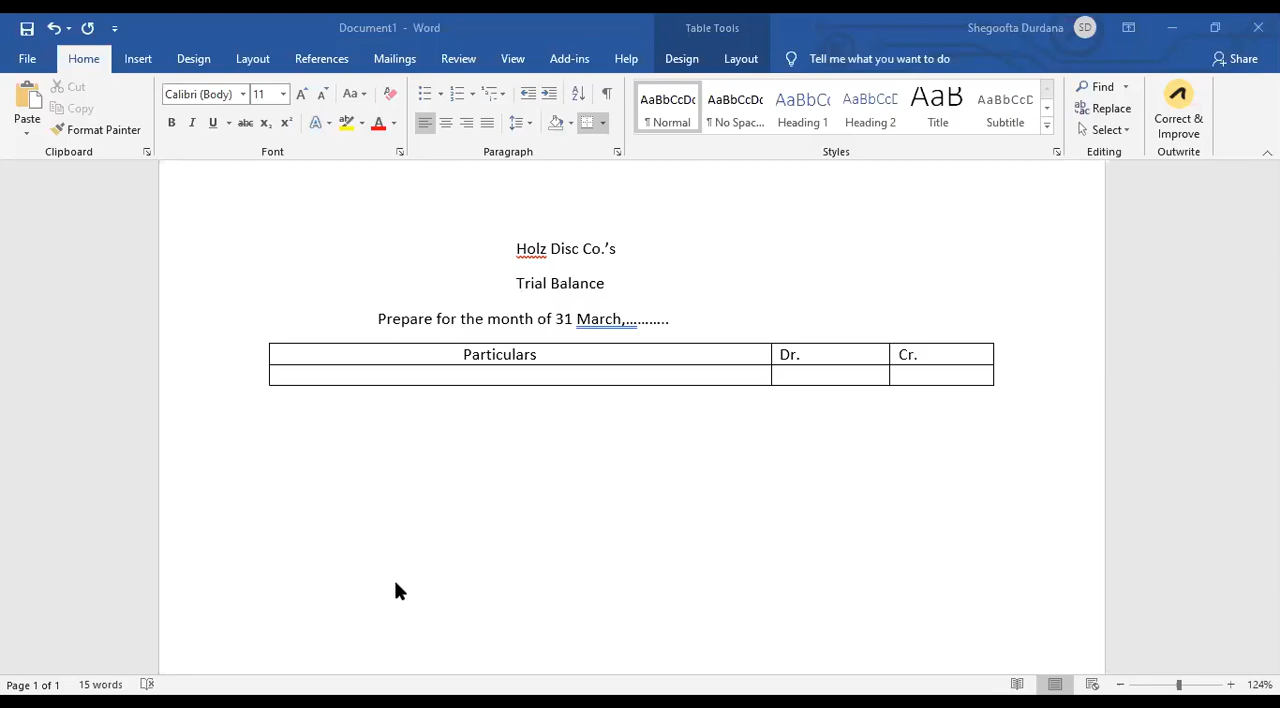 Document1 - Word
Table Tools
Shegoofta Durdana
SD
File Home Insert Design Layout References Mailings Review View Add-ins Help Design Layout Tell me what you want to do Share
Cut
Copy
Paste
Format Painter
Calibri (Body) 11
AaBbCcDc AaBbCcDc AaBbCc AaBbCcD AaB AaBbCcD
¶ Normal ¶ No Spac... Heading 1 Heading 2 Title Subtitle
Find
Replace
Select
Correct &
Improve
Clipboard Font Paragraph Styles Editing Outwrite
Holz Disc Co.’s
Trial Balance
Prepare for the month of 31 March,………..
Particulars Dr. Cr.
Page 1 of 1 15 words 124%